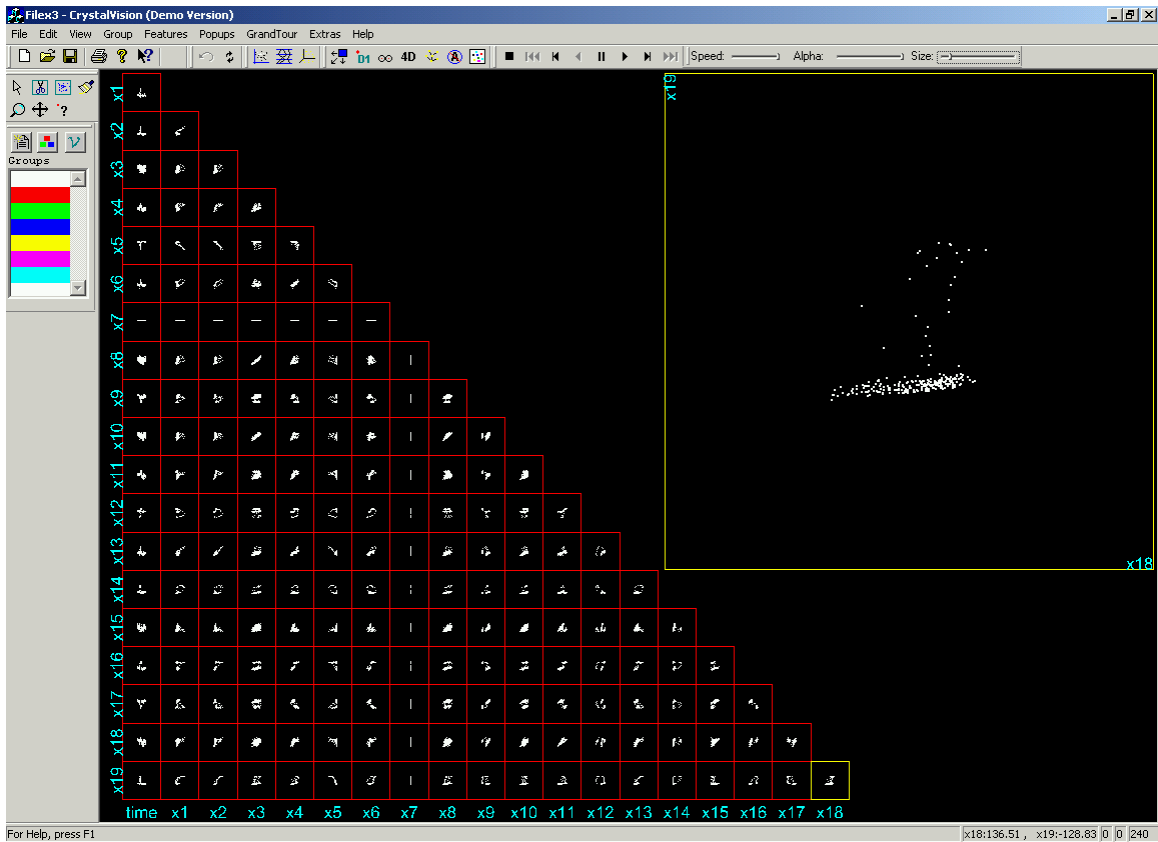 Filex3 - CrystalVision (Demo Version)
File Edit View Group Features Popups GrandTour Extras Help
D1 4D A Speed: Alpha: Size:
Groups
x1
x2
x3
x4
x5
x6
x7
x8
x9
x10
x11
x12
x13
x14
x15
x16
x17
x18
x19
time x1 x2 x3 x4 x5 x6 x7 x8 x9 x10 x11 x12 x13 x14 x15 x16 x17 x18
x19
x18
For Help, press F1
x18:136.51 , x19:-128.83 0 0 240